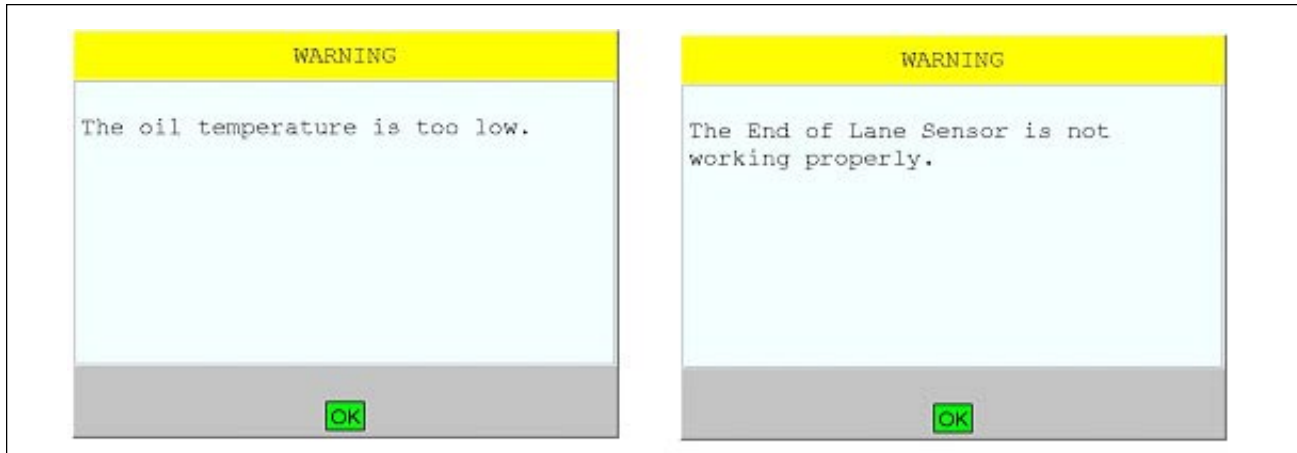 WARNING
The oil temperature is too low.
OK
WARNING
The End of Lane Sensor is not
working properly.
OK